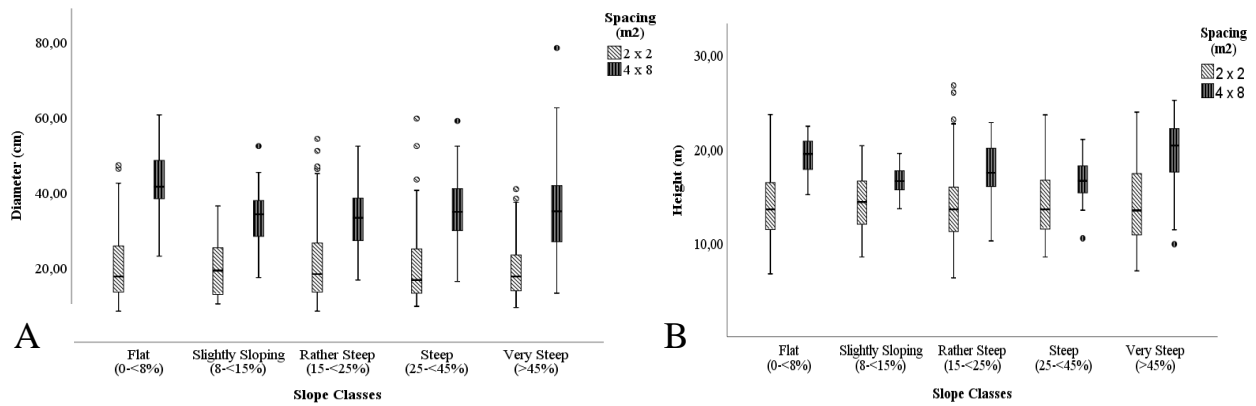 Spacing
(m2)
2 x 2
4 x 8
80,00
60,00
40,00
20,00
Diameter (cm)
A
Flat
(0-<8%)
Slightly Sloping
(8-<15%)
Rather Steep
(15-<25%)
Steep
(25-<45%)
Very Steep
(>45%)
Slope Classes
Spacing
(m2)
2 x 2
4 x 8
30,00
20,00
10,00
Height (m)
B
Flat
(0-<8%)
Slightly Sloping
(8-<15%)
Rather Steep
(15-<25%)
Steep
(25-<45%)
Very Steep
(>45%)
Slope Classes